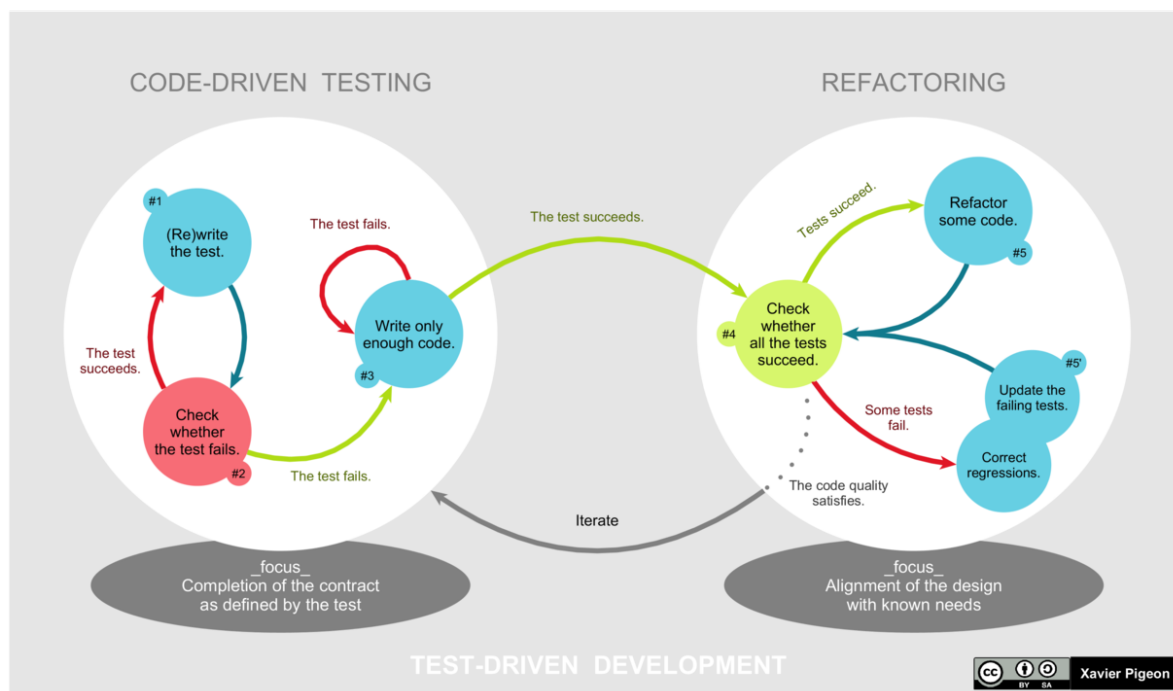 CODE-DRIVEN TESTING
#1
(Re)write
the test.
The test
succeeds.
Check
whether
the test fails.
#2
The test fails.
The test fails.
Write only
enough code.
#3
The test succeeds.
REFACTORING
Tests succeed.
Refactor
some code.
#5
#4
Check
whether
all the tests
succeed.
#5'
Update the
failing tests.
Some tests
fail.
Correct
regressions.
The code quality
satisfies.
Iterate
_focus_
Completion of the contract
as defined by the test
_focus_
Alignment of the design
with known needs
TEST-DRIVEN DEVELOPMENT
CC
BY SA
Xavier Pigeon